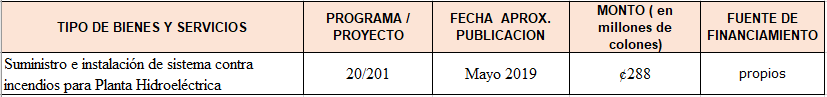 TIPO DE BIENES Y SERVICIOS
PROGRAMA /
PROYECTO
FECHA APROX.
PUBLICACION
MONTO ( en
millones de
colones)
FUENTE DE
FINANCIAMIENTO
Suministro e instalación de sistema contra
incendios para Planta Hidroeléctrica
20/201
Mayo 2019
¢288
propios